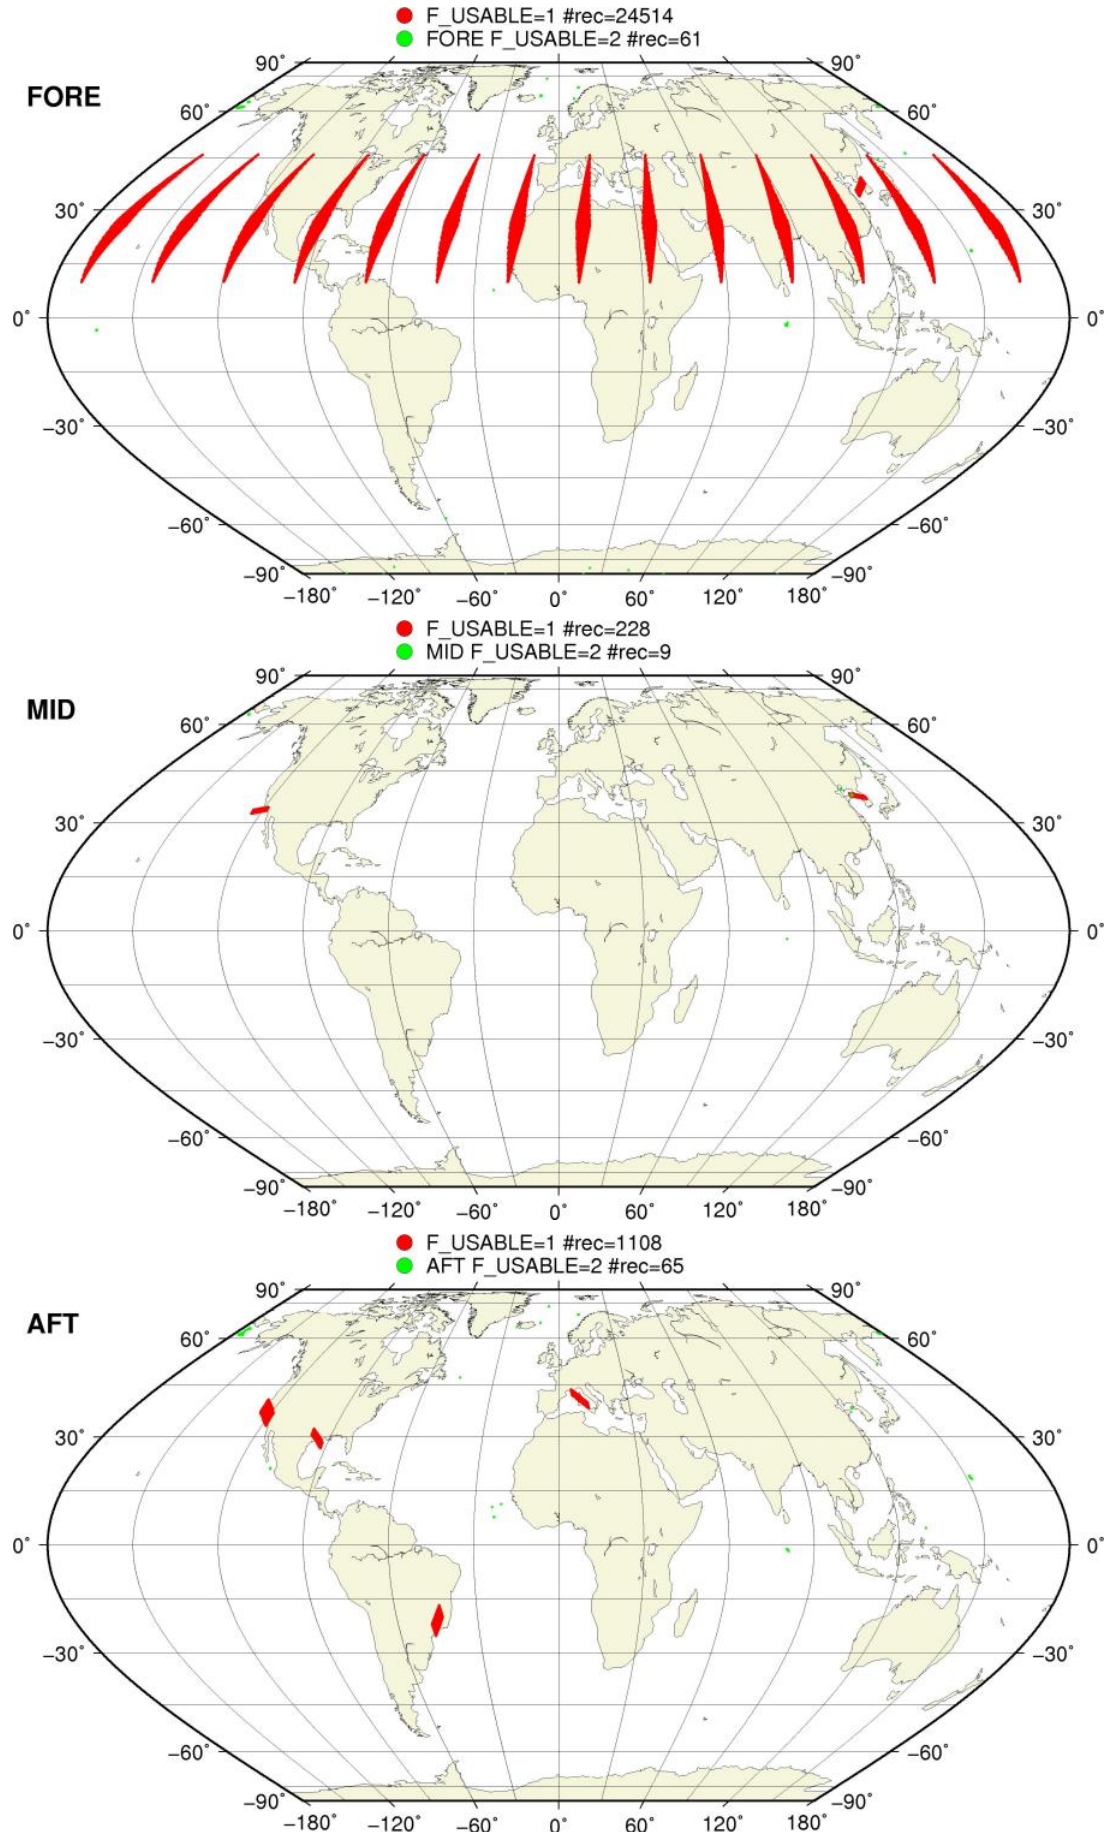 F_USABLE=1 #rec=24514
FORE F_USABLE=2 #rec=61
FORE
90° 90°
60° 60°
30° 30°
0° 0°
−30° −30°
−60° −60°
−90° −90°
−180° −120° −60° 0° 60° 120° 180°
F_USABLE=1 #rec=228
MID F_USABLE=2 #rec=9
MID
90° 90°
60° 60°
30° 30°
0° 0°
−30° −30°
−60° −60°
−90° −90°
−180° −120° −60° 0° 60° 120° 180°
F_USABLE=1 #rec=1108
AFT F_USABLE=2 #rec=65
AFT
90° 90°
60° 60°
30° 30°
0° 0°
−30° −30°
−60° −60°
−90° −90°
−180° −120° −60° 0° 60° 120° 180°